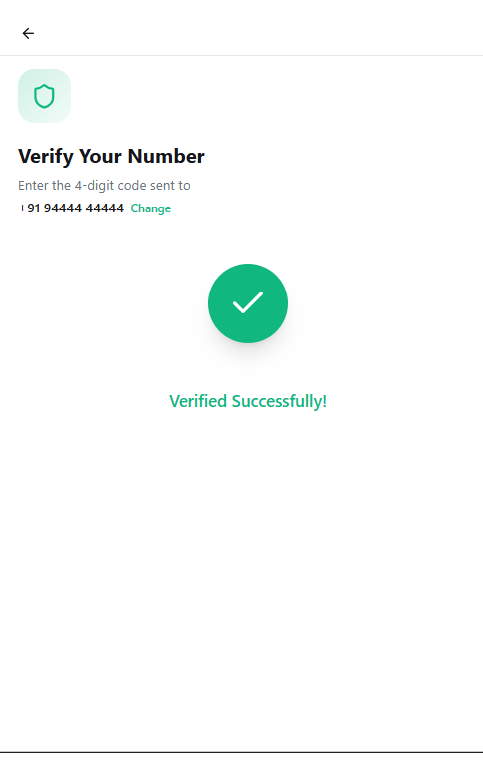 Verify Your Number
Enter the 4-digit code sent to
+91 94444 44444 Change
Verified Successfully!